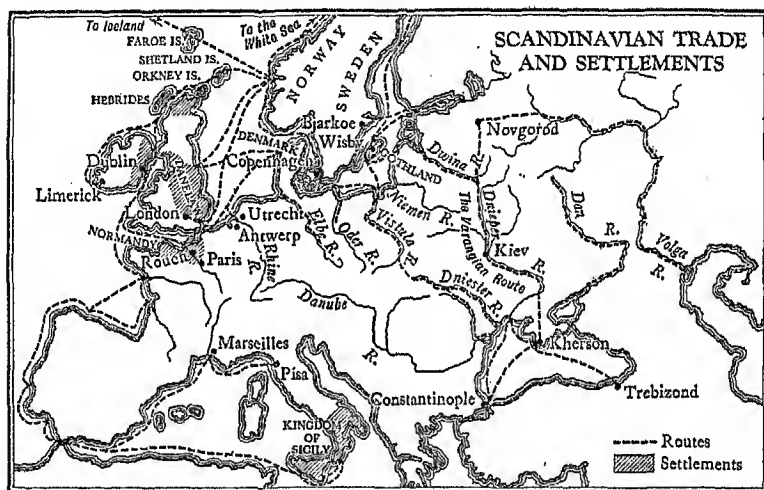 SCANDINAVIAN TRADE
AND SETTLEMENTS
To Iceland
To the
White Sea
FAROE IS.
SHETLAND IS.
ORKNEY IS.
HEBRIDES
NORWAY
SWEDEN
Bjarkoe
Wisby
Novgorod
DENMARK
Copenhagen
GOTHLAND
Dwina
R.
Dublin
DANELAW
Limerick
London
Utrecht
Antwerp
NORMANDY
Rouen
Paris
Rhine
R.
Elbe R.
Oder R.
Vistula R.
Niemen
R.
Dnieper
The Varangian Route
Kiev
R.
Don
R.
Volga
R.
Dniester R.
Danube
R.
Kherson
Marseilles
Pisa
Constantinople
Trebizond
KINGDOM
OF
SICILY
Routes
Settlements